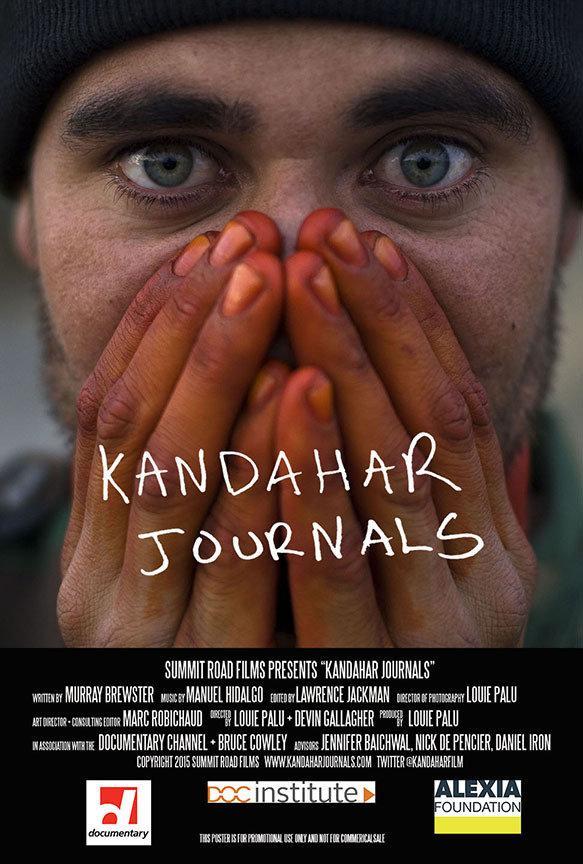 KANDAHAR
JOURNALS
SUMMIT ROAD FILMS PRESENTS "KANDAHAR JOURNALS"
WRITTEN BY MURRAY BREWSTER MUSIC BY MANUEL HIDALGO EDITED BY LAWRENCE JACKMAN DIRECTOR OF PHOTOGRAPHY LOUIE PALU
ART DIRECTOR • CONSULTING EDITOR MARC ROBICHAUD DIRECTED BY LOUIE PALU + DEVIN GALLAGHER PRODUCED BY LOUIE PALU
IN ASSOCIATION WITH THE DOCUMENTARY CHANNEL + BRUCE COWLEY ADVISORS JENNIFER BAICHWAL, NICK DE PENCIER, DANIEL IRON
COPYRIGHT 2015 SUMMIT ROAD FILMS WWW.KANDAHARJOURNALS.COM TWITTER @KANDAHARFILM
d
documentary
DOC institute
ALEXIA
FOUNDATION
THIS POSTER IS FOR PROMOTIONAL USE ONLY AND NOT FOR COMMERICALSALE